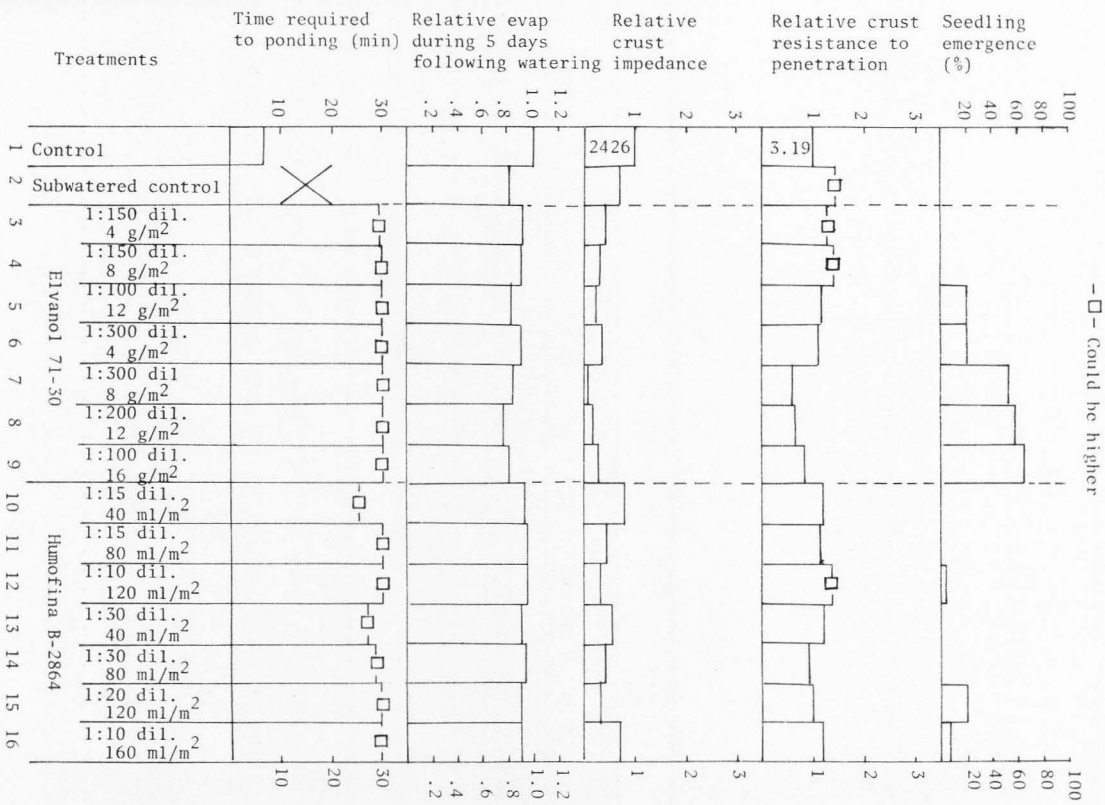 Treatments
Time required
to ponding (min)
Relative evap
during 5 days
following watering
Relative
crust
impedance
Relative crust
resistance to
penetration
Seedling
emergence
(%)
10 20 30
.2 .4 .6 .8 1.0 1.2
1 2 3
1 2 3
20 40 60 80 100
1 Control 2426 3.19
2 Subwatered control
Elvanol 71-30
3 1:150 dil.
4 g/m2
4 1:150 dil.
8 g/m2
5 1:100 dil.
12 g/m2
6 1:300 dil.
4 g/m2
7 1:300 dil
8 g/m2
8 1:200 dil.
12 g/m2
9 1:100 dil.
16 g/m2
Humofina B-2864
10 1:15 dil.
40 ml/m2
11 1:15 dil.
80 ml/m2
12 1:10 dil.
120 ml/m2
13 1:30 dil.
40 ml/m2
14 1:30 dil.
80 ml/m2
15 1:20 dil.
120 ml/m2
16 1:10 dil.
160 ml/m2
10 20 30
.2 .4 .6 .8 1.0 1.2
1 2 3
1 2 3
20 40 60 80 100
-□- Could be higher